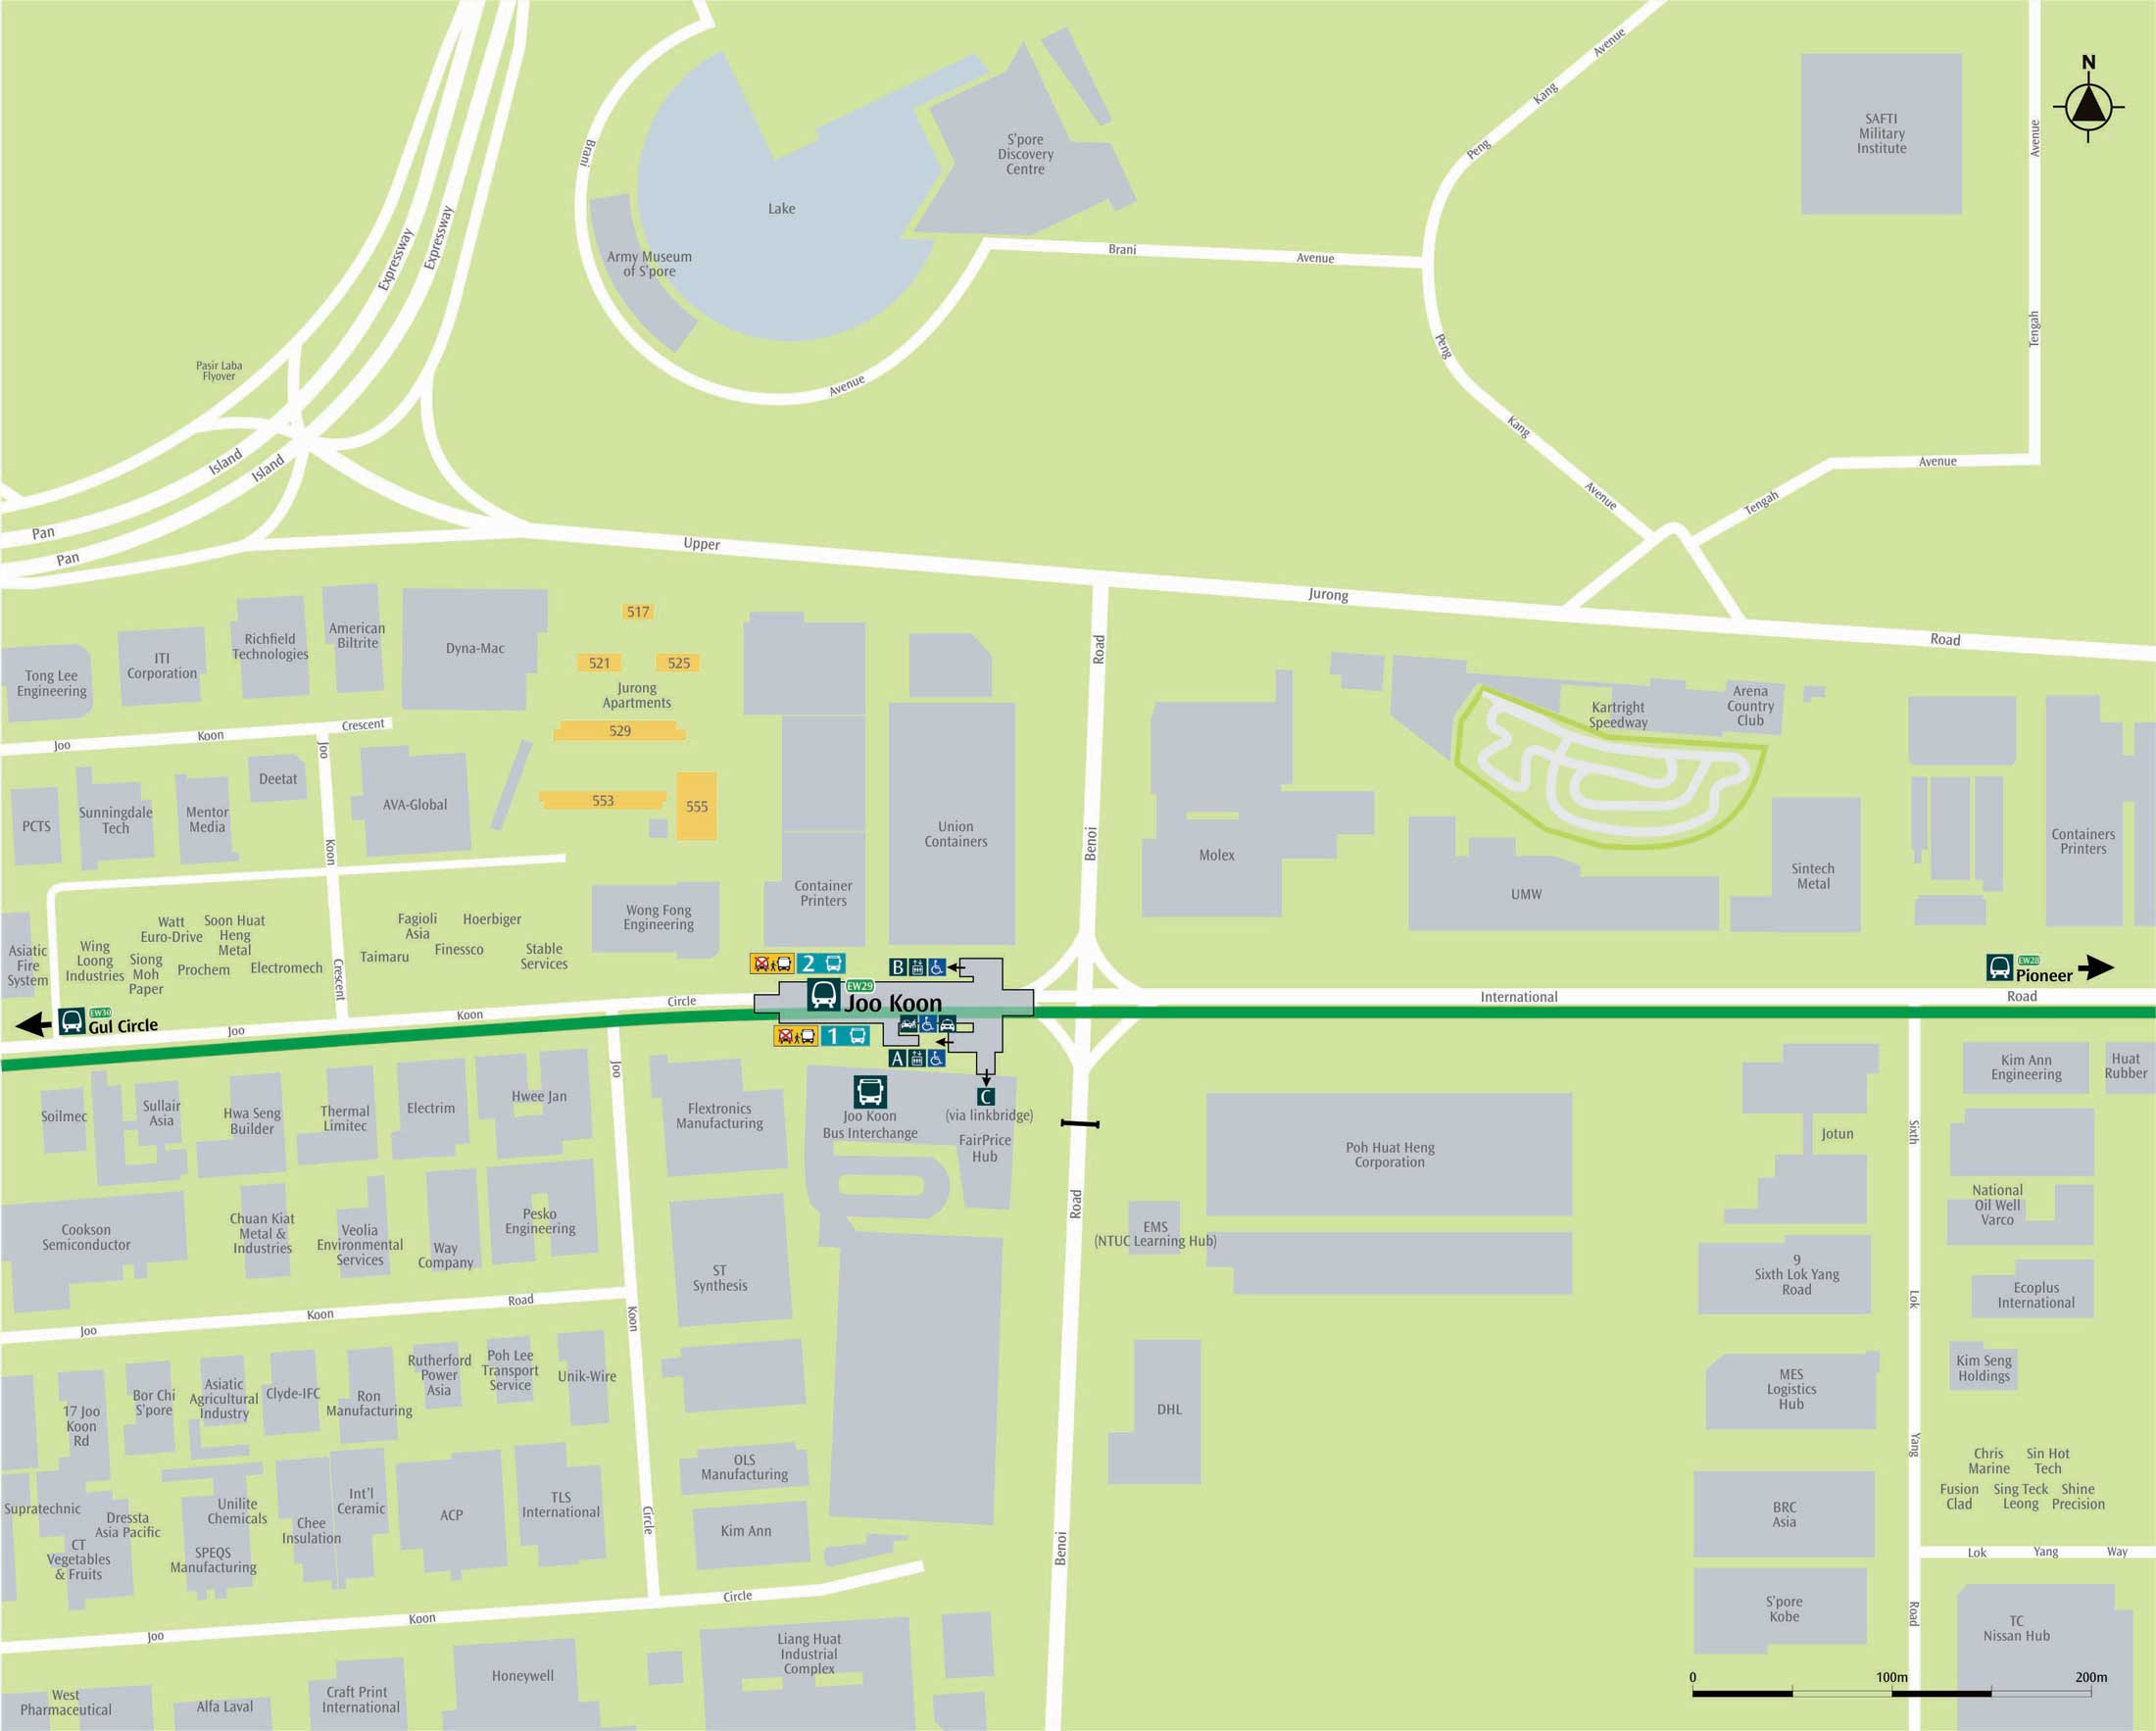 N
SAFTI
Military
Institute
Avenue
Tengah
Avenue
Tengah
Avenue
Kang
Peng
Peng
Kang
Avenue
S'pore
Discovery
Centre
Lake
Army Museum
of S'pore
Brani
Avenue
Brani
Avenue
Expressway
Expressway
Pasir Laba
Flyover
Island
Island
Pan
Pan
Upper
Jurong
Road
Tong Lee
Engineering
ITI
Corporation
Richfield
Technologies
American
Biltrite
Dyna-Mac
517
521
525
Jurong
Apartments
529
553
555
Joo
Koon
Crescent
Joo
Koon
Crescent
PCTS
Sunningdale
Tech
Mentor
Media
Deetat
AVA-Global
Union
Containers
Container
Printers
Wong Fong
Engineering
Road
Benoi
Molex
Kartright
Speedway
Arena
Country
Club
UMW
Sintech
Metal
Containers
Printers
Asiatic
Fire
System
Wing
Loong
Industries
Watt
Euro-Drive
Siong
Moh
Paper
Soon Huat
Heng
Metal
Prochem
Electromech
Fagioli
Asia
Hoerbiger
Taimaru
Finessco
Stable
Services
2
B
EW29
Joo Koon
1
A
C
(via linkbridge)
EW30
Gul Circle
EW28
Pioneer
Joo
Koon
Circle
International
Road
Joo
Koon
Circle
Soilmec
Sullair
Asia
Hwa Seng
Builder
Thermal
Limitec
Electrim
Hwee Jan
Flextronics
Manufacturing
Joo Koon
Bus Interchange
FairPrice
Hub
Poh Huat Heng
Corporation
Jotun
Kim Ann
Engineering
Huat
Rubber
Cookson
Semiconductor
Chuan Kiat
Metal &
Industries
Veolia
Environmental
Services
Way
Company
Pesko
Engineering
ST
Synthesis
Road
Benoi
EMS
(NTUC Learning Hub)
9
Sixth Lok Yang
Road
National
Oil Well
Varco
Ecoplus
International
Sixth
Lok
Yang
Road
Joo
Koon
Road
17 Joo
Koon
Rd
Bor Chi
S'pore
Asiatic
Agricultural
Industry
Clyde-IFC
Ron
Manufacturing
Rutherford
Power
Asia
Poh Lee
Transport
Service
Unik-Wire
DHL
MES
Logistics
Hub
Kim Seng
Holdings
Supratechnic
CT
Vegetables
& Fruits
Dressta
Asia Pacific
Unilite
Chemicals
SPEQS
Manufacturing
Chee
Insulation
Int'l
Ceramic
ACP
TLS
International
OLS
Manufacturing
Kim Ann
BRC
Asia
Chris
Marine
Sin Hot
Tech
Fusion
Clad
Sing Teck
Leong
Shine
Precision
Lok
Yang
Way
Joo
Koon
Circle
S'pore
Kobe
TC
Nissan Hub
West
Pharmaceutical
Alfa Laval
Craft Print
International
Honeywell
Liang Huat
Industrial
Complex
0
100m
200m